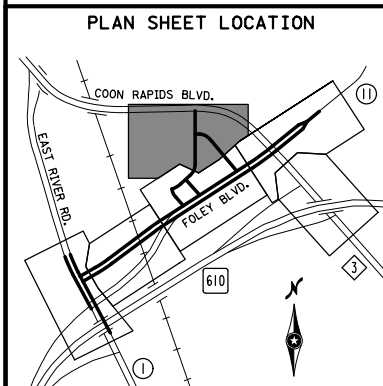 PLAN SHEET LOCATION
COON RAPIDS BLVD.
11
EAST RIVER RD.
FOLEY BLVD.
610
3
N
1